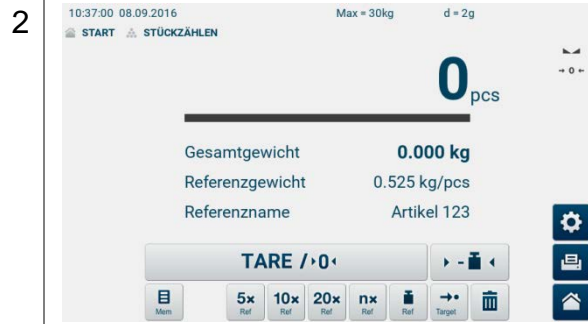 2
10:37:00 08.09.2016 Max = 30kg d = 2g
START STÜCKZÄHLEN
0 pcs
→ 0 ←
Gesamtgewicht 0.000 kg
Referenzgewicht 0.525 kg/pcs
Referenzname Artikel 123
TARE / 0
-
5x 10x 20x nx
Mem Ref Ref Ref Ref Ref Target